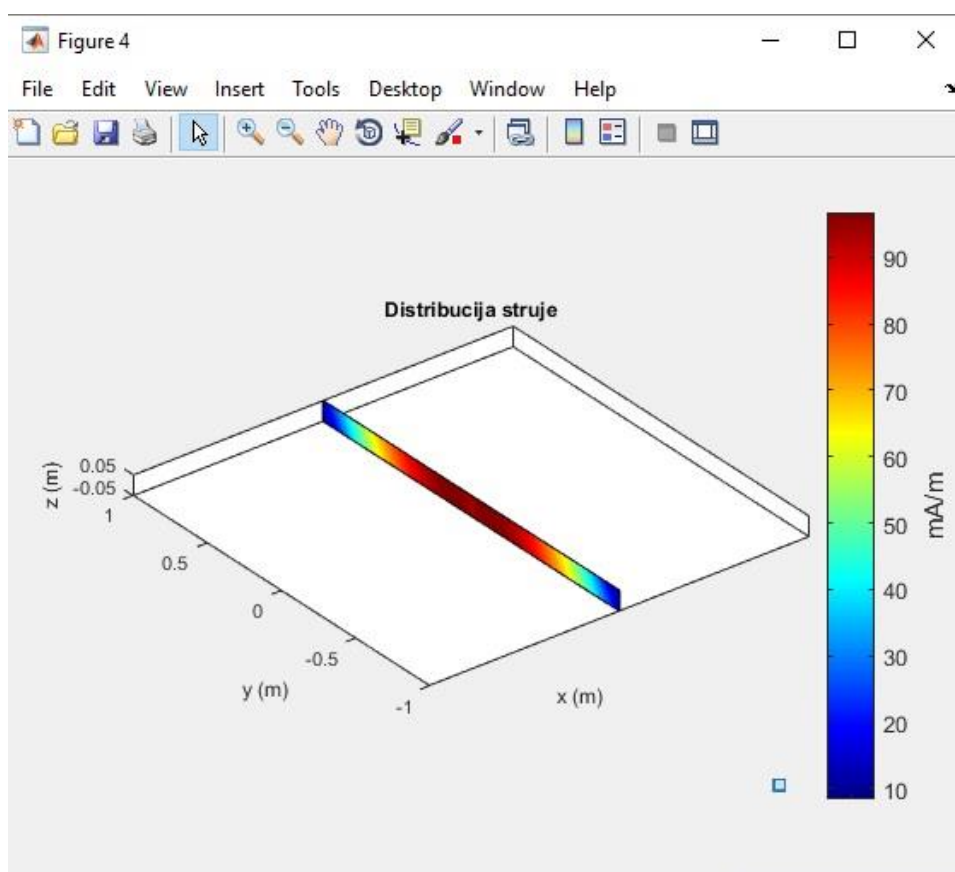 Figure 4
File Edit View Insert Tools Desktop Window Help
Distribucija struje
z (m)
0.05
-0.05
1
0.5
0
-0.5
-1
y (m)
x (m)
90
80
70
60
50
40
30
20
10
mA/m